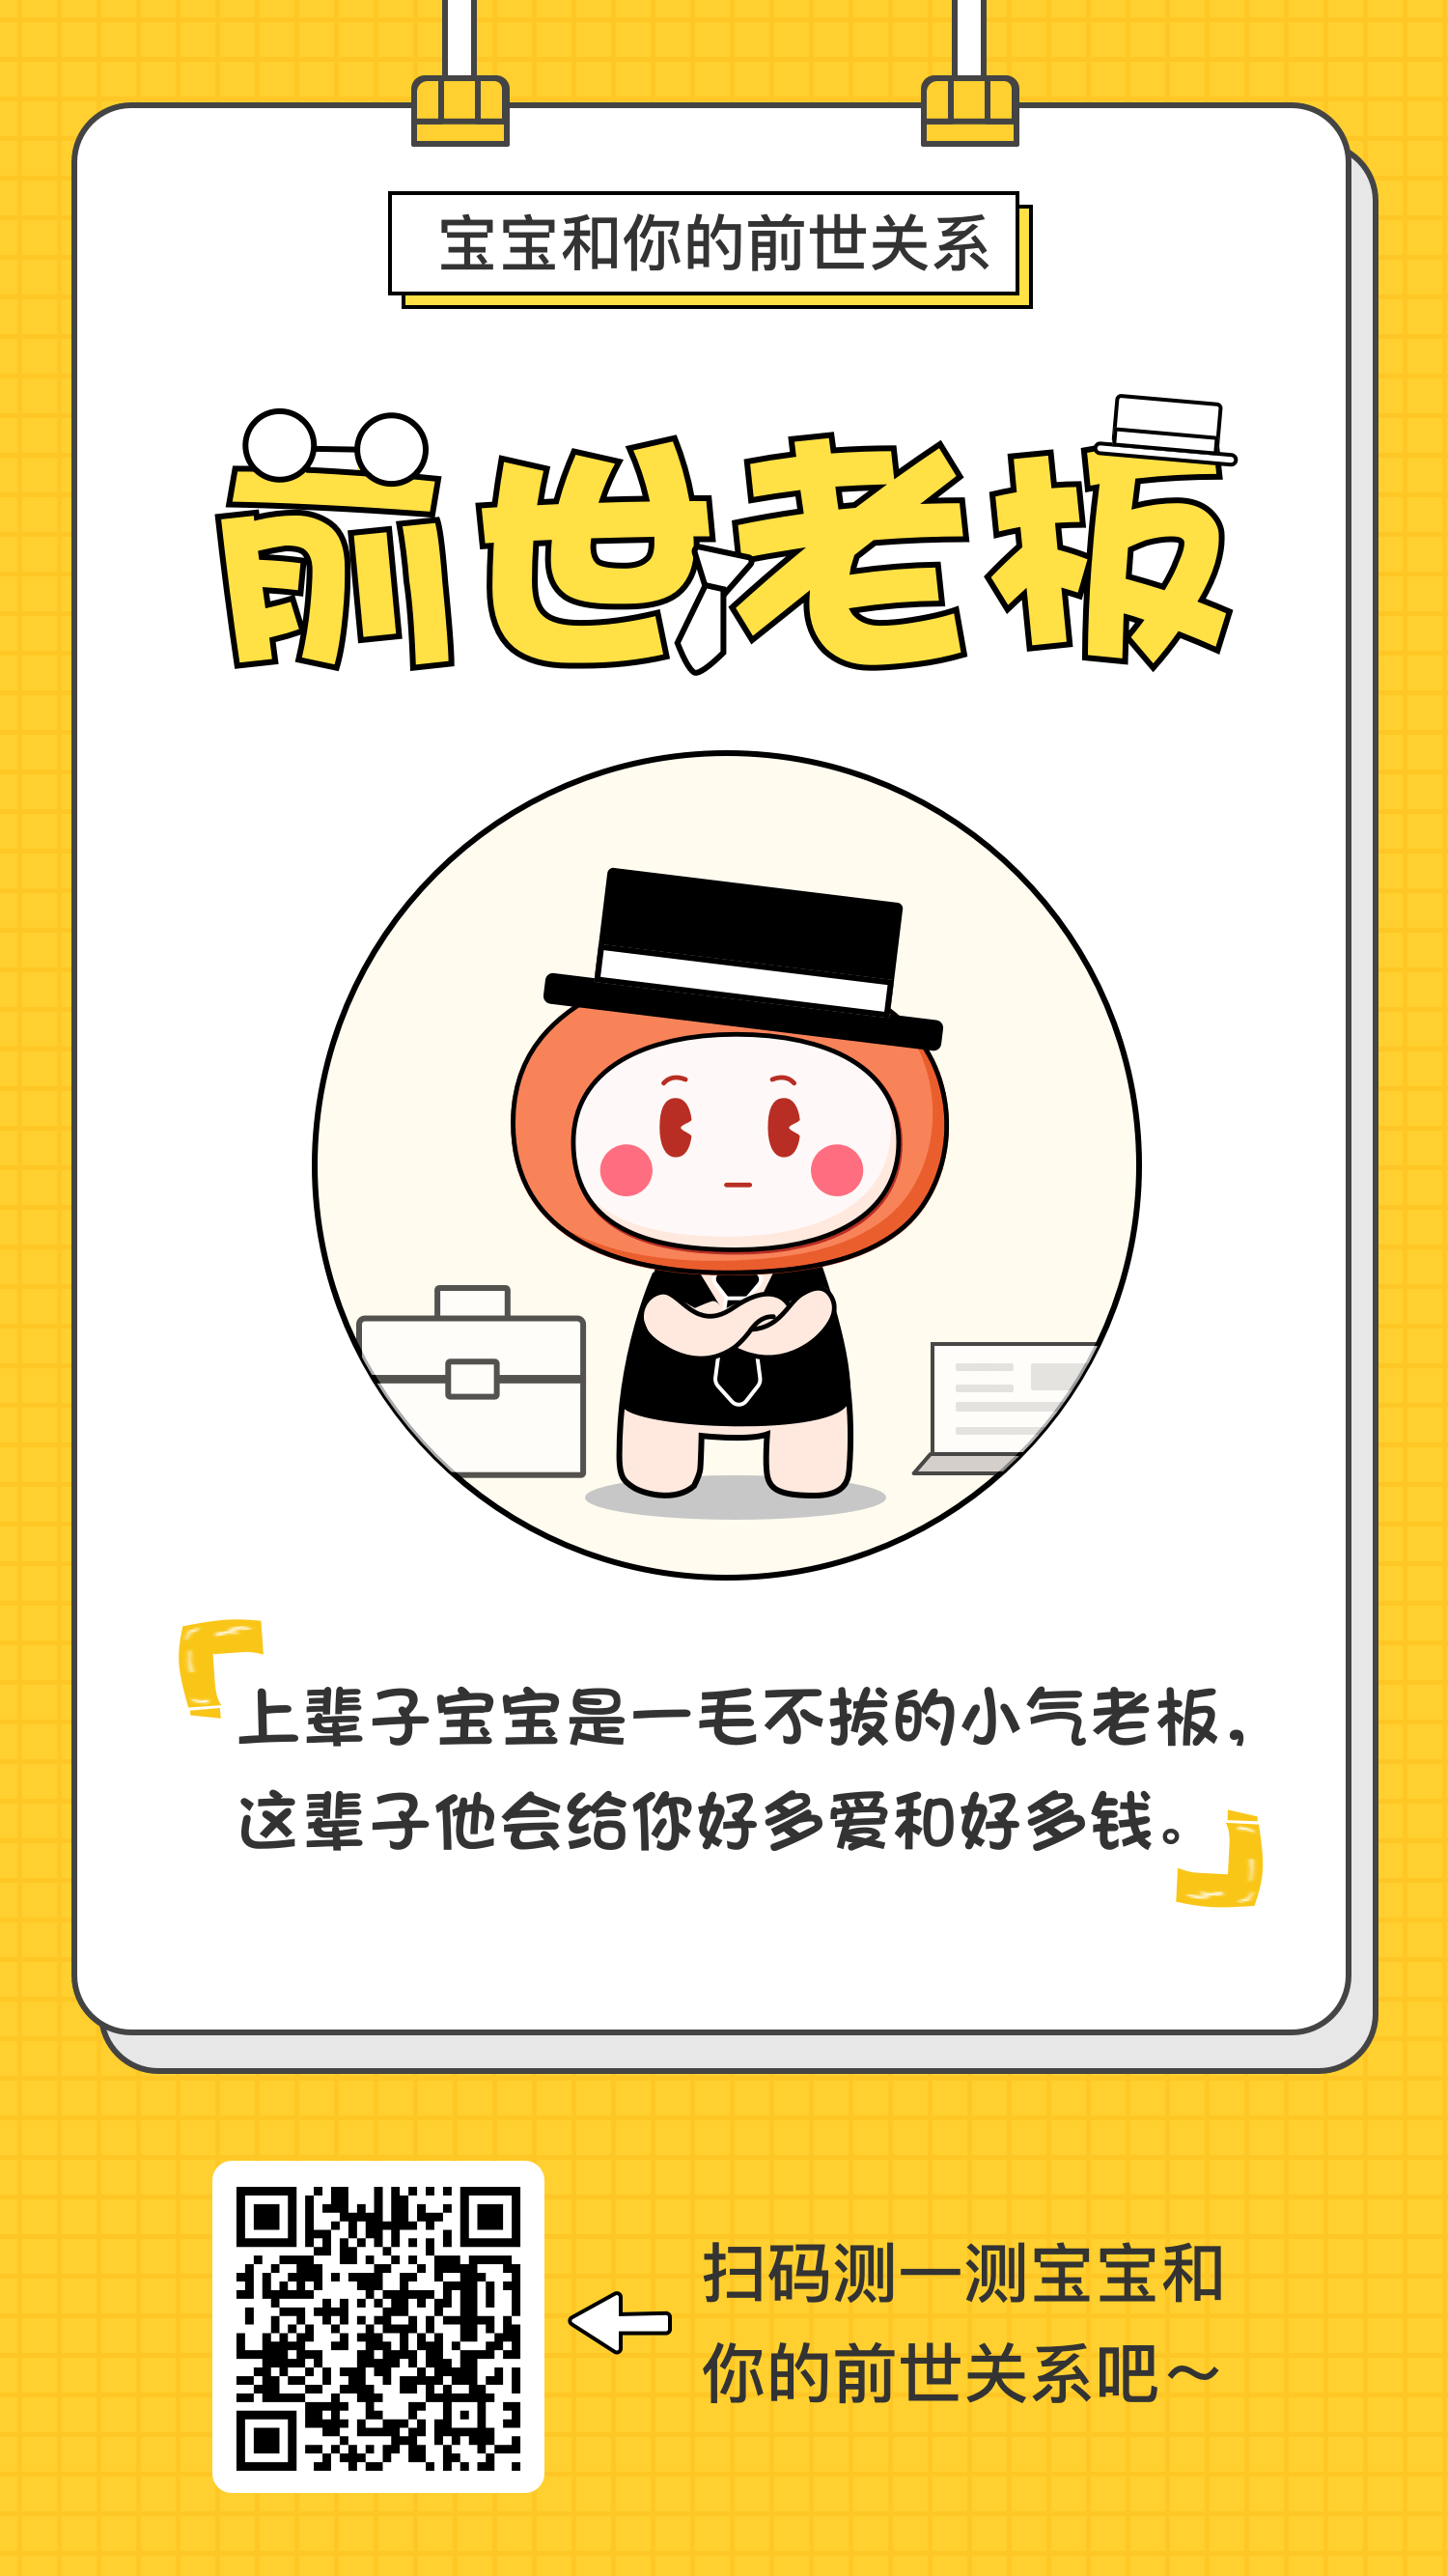 宝宝和你的前世关系
前世老板
上辈子宝宝是一毛不拔的小气老板，
这辈子他会给你好多爱和好多钱。
扫码测一测宝宝和
你的前世关系吧～